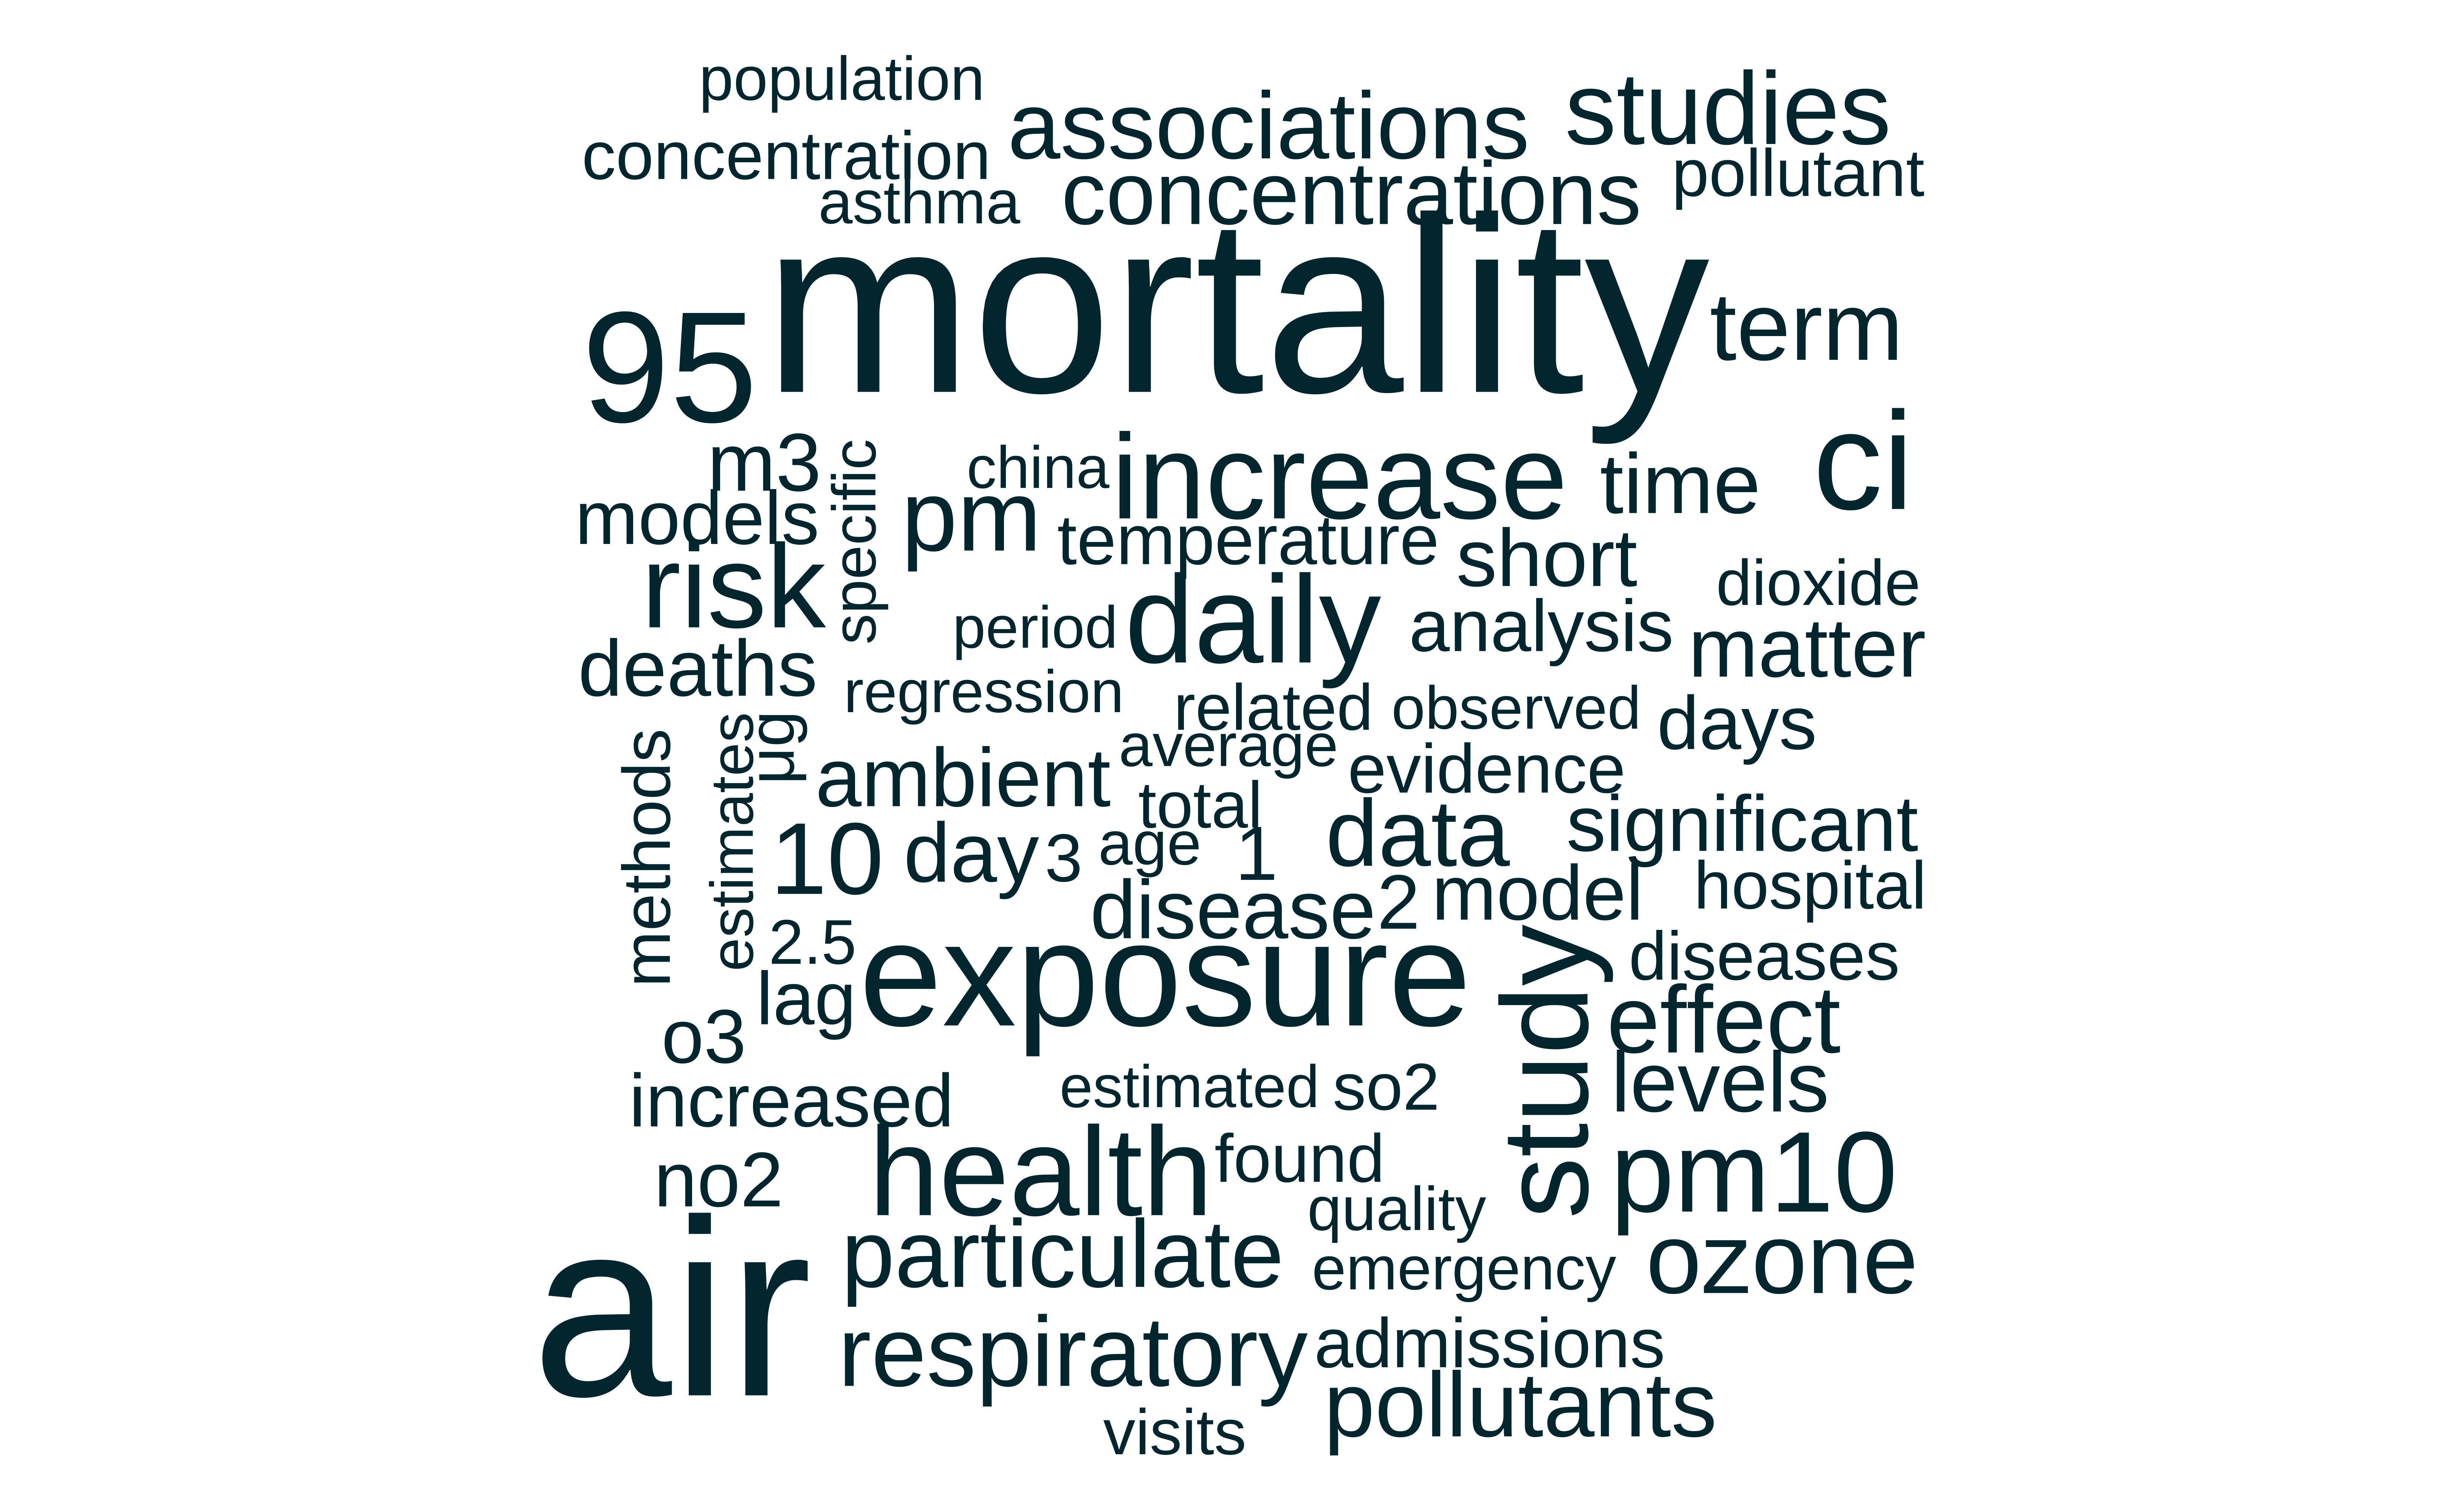 population
associations
studies
concentration
pollutant
asthma
concentrations
mortality
term
95
m3
specific
china
increase
time
ci
models
pm
temperature
short
risk
dioxide
period
daily
analysis
matter
deaths
regression
related
observed
days
methods
estimates
μg
average
evidence
ambient
total
data
significant
10
day
3
age
1
disease
2
model
hospital
2.5
exposure
study
diseases
lag
effect
o3
increased
estimated
so2
levels
no2
health
found
pm10
quality
air
particulate
emergency
ozone
respiratory
admissions
pollutants
visits